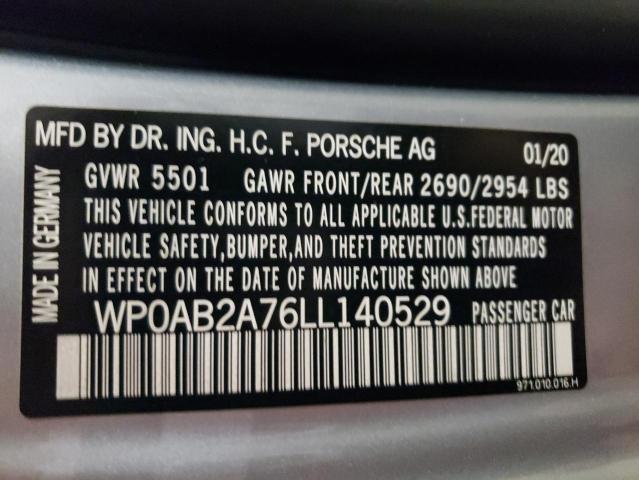 MFD BY DR. ING. H.C. F. PORSCHE AG 01/20
GVWR 5501 GAWR FRONT/REAR 2690/2954 LBS
THIS VEHICLE CONFORMS TO ALL APPLICABLE U.S.FEDERAL MOTOR
VEHICLE SAFETY,BUMPER,AND THEFT PREVENTION STANDARDS
IN EFFECT ON THE DATE OF MANUFACTURE SHOWN ABOVE.
WP0AB2A76LL140529 PASSENGER CAR
MADE IN GERMANY
971.010.016.H